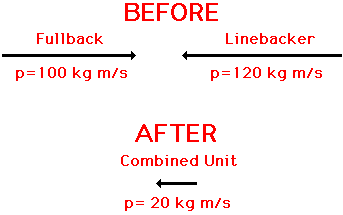 BEFORE
Fullback
Linebacker
p=100 kg m/s
p=120 kg m/s
AFTER
Combined Unit
p= 20 kg m/s